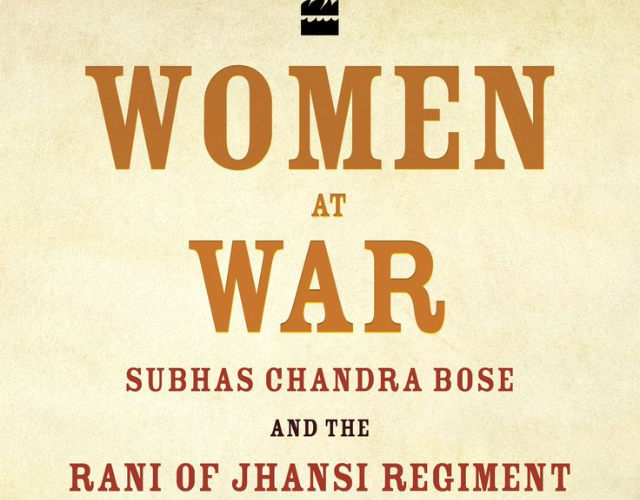 WOMEN
AT
WAR
SUBHAS CHANDRA BOSE
AND THE
RANI OF JHANSI REGIMENT